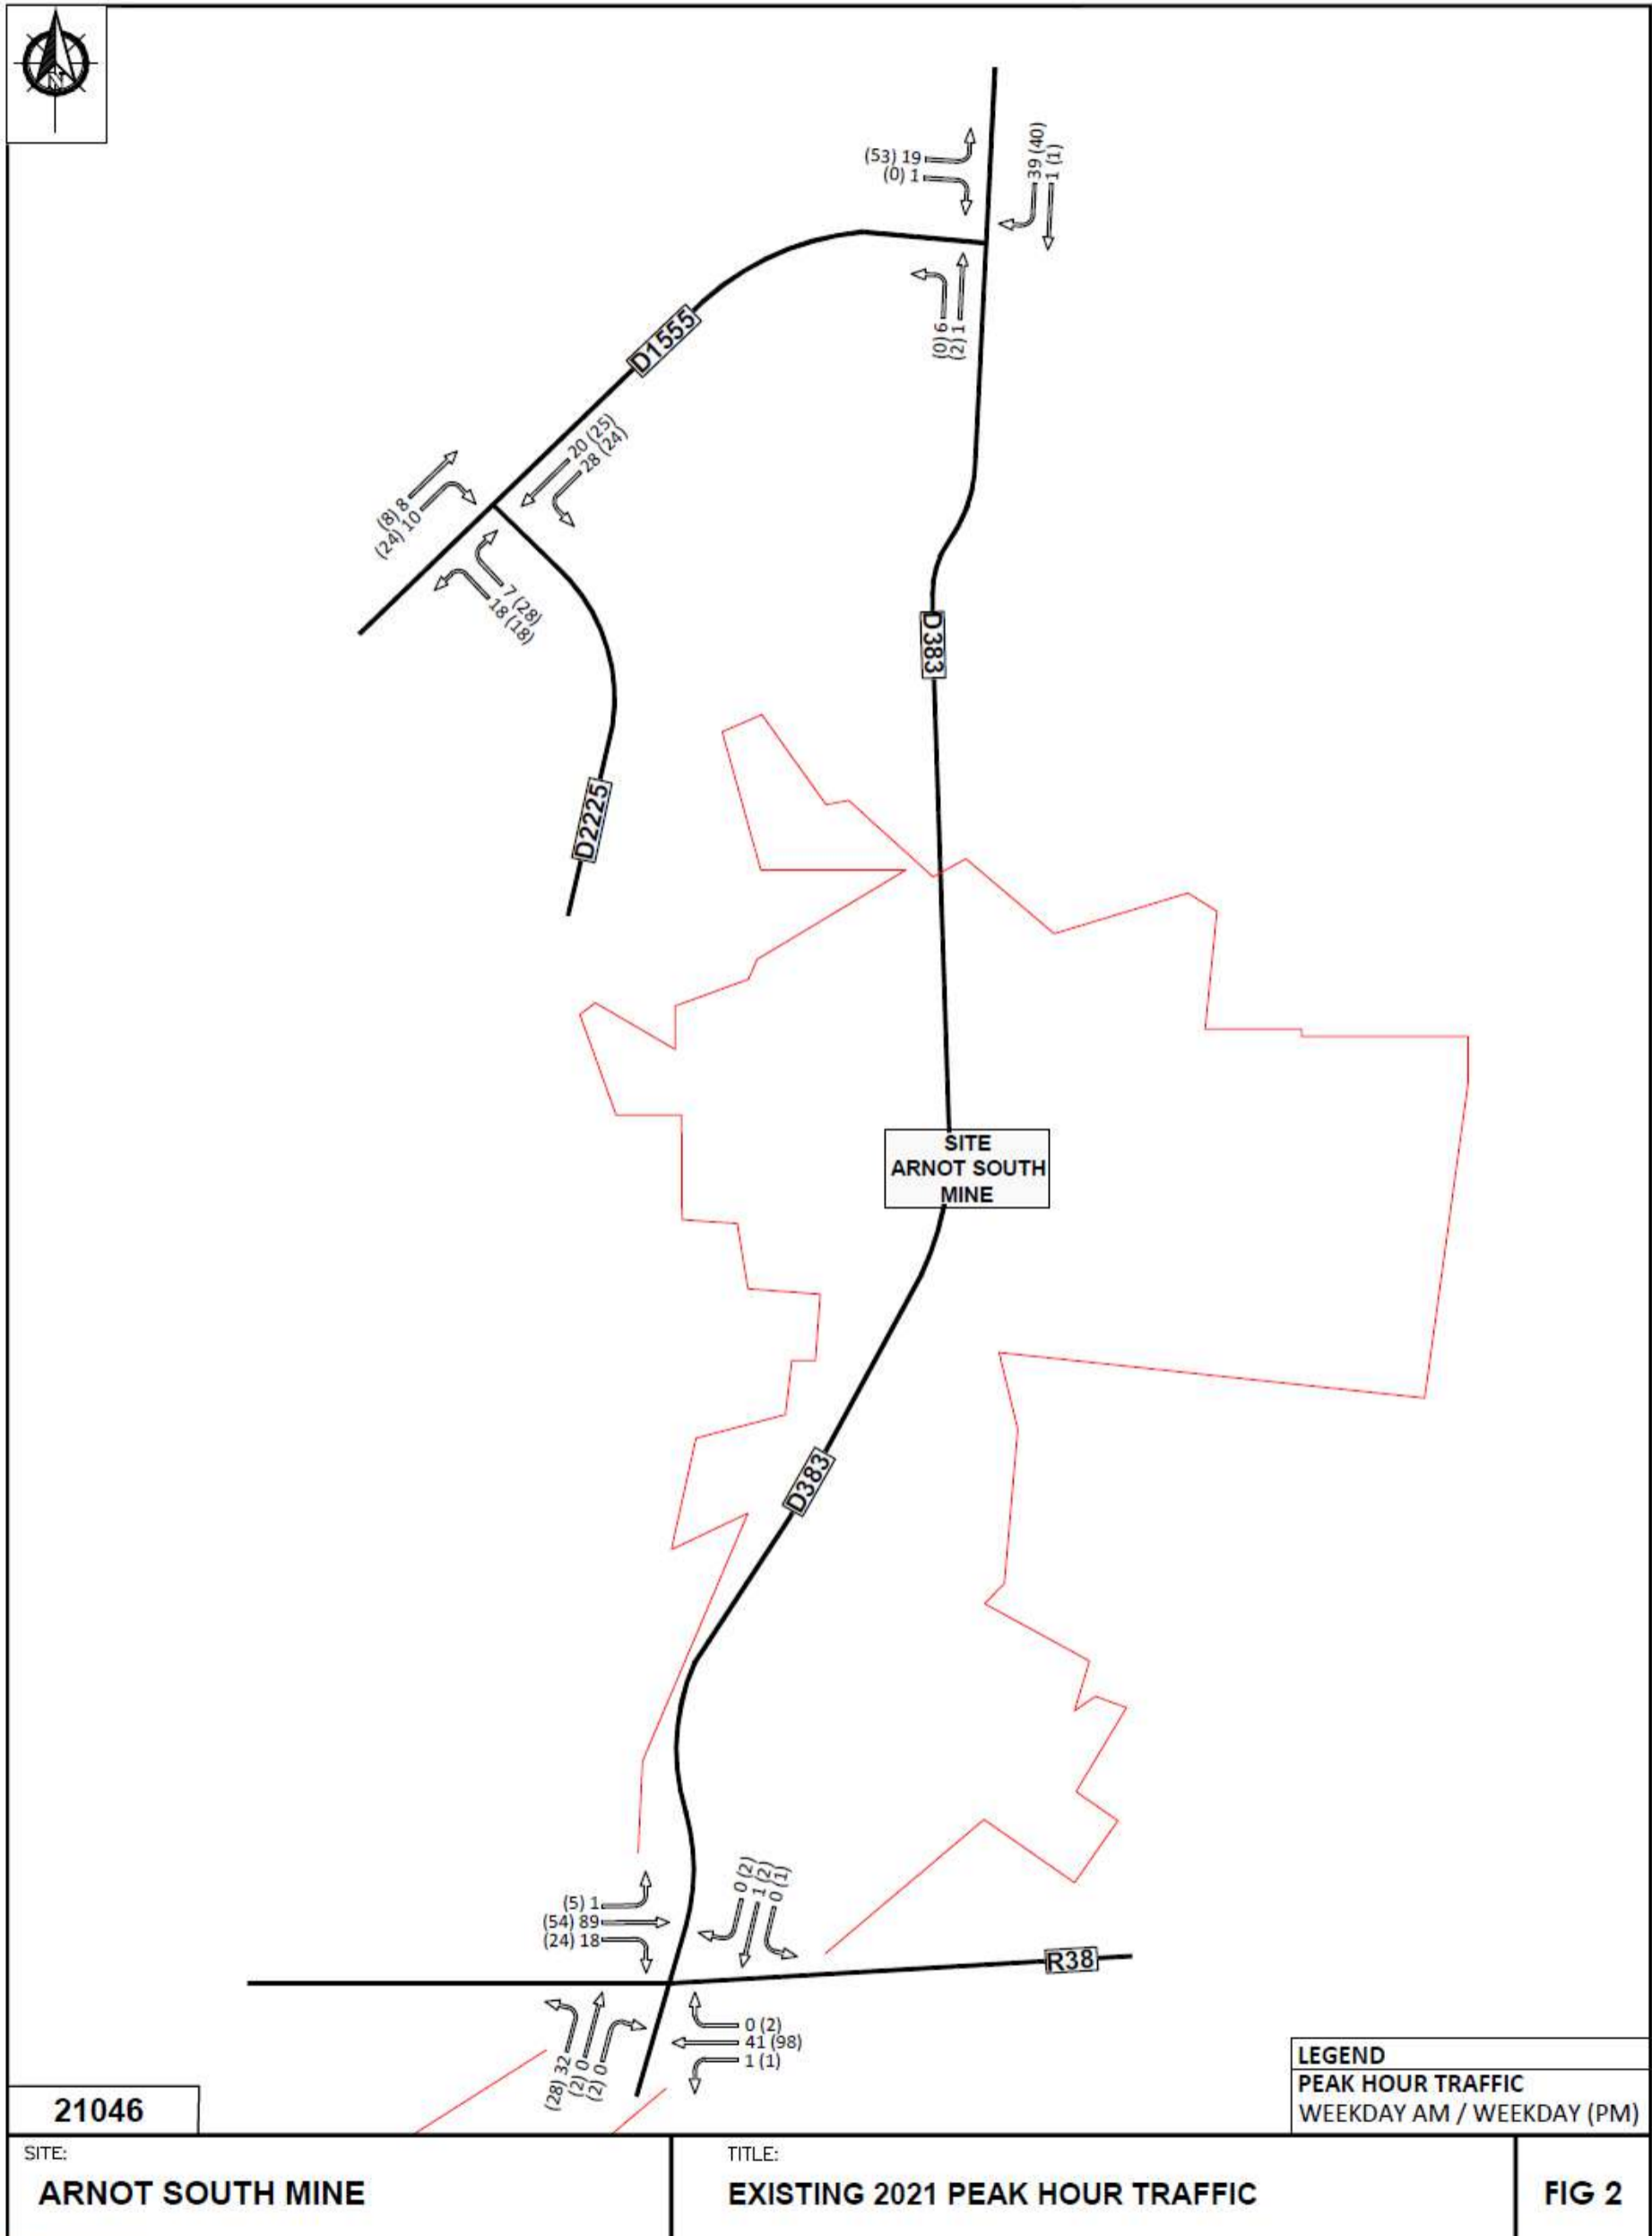 N
(53) 19
(0) 1
39 (40)
1 (1)
(0) 6
(2) 1
D1555
20 (25)
28 (24)
(8) 8
(24) 10
7 (28)
18 (18)
D383
D2225
SITE
ARNOT SOUTH
MINE
D383
(5) 1
(54) 89
(24) 18
0 (2)
1 (2)
0 (1)
R38
(28) 32
(2) 0
(2) 0
0 (2)
41 (98)
1 (1)
LEGEND
PEAK HOUR TRAFFIC
WEEKDAY AM / WEEKDAY (PM)
21046
SITE:
ARNOT SOUTH MINE
TITLE:
EXISTING 2021 PEAK HOUR TRAFFIC
FIG 2